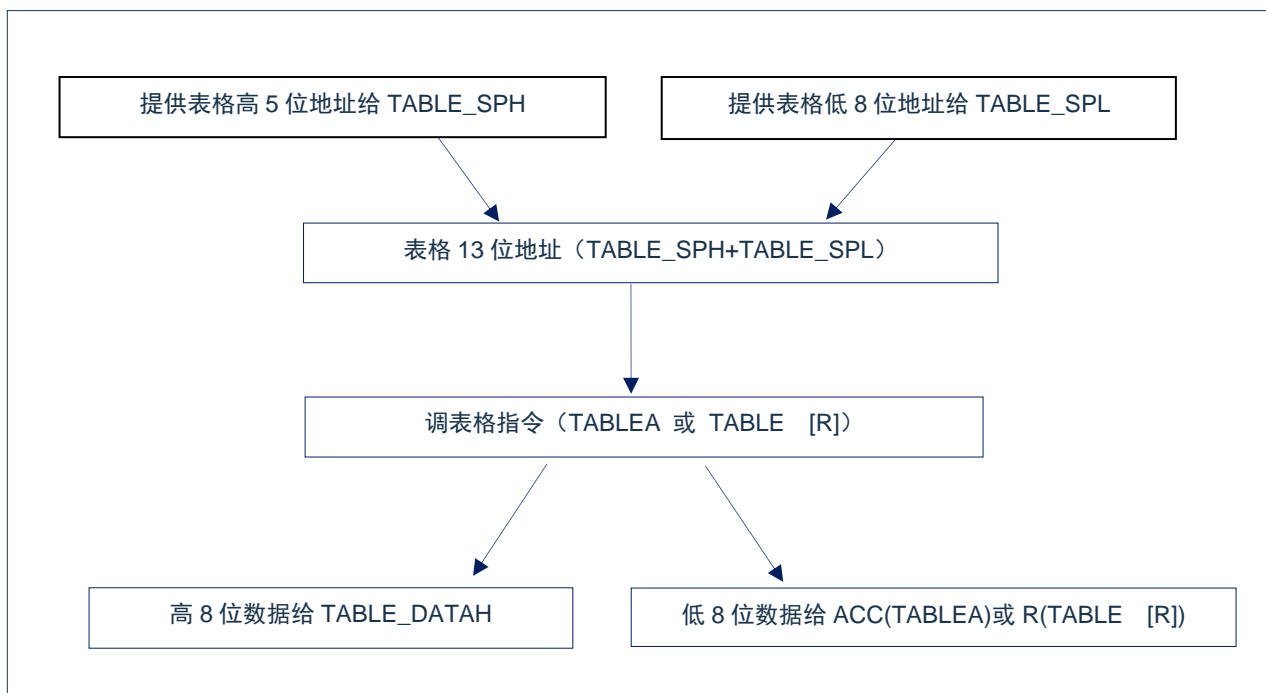 提供表格高 5 位地址给 TABLE_SPH
提供表格低 8 位地址给 TABLE_SPL
表格 13 位地址（TABLE_SPH+TABLE_SPL）
调表格指令（TABLEA 或 TABLE [R]）
高 8 位数据给 TABLE_DATAH
低 8 位数据给 ACC(TABLEA)或 R(TABLE [R])